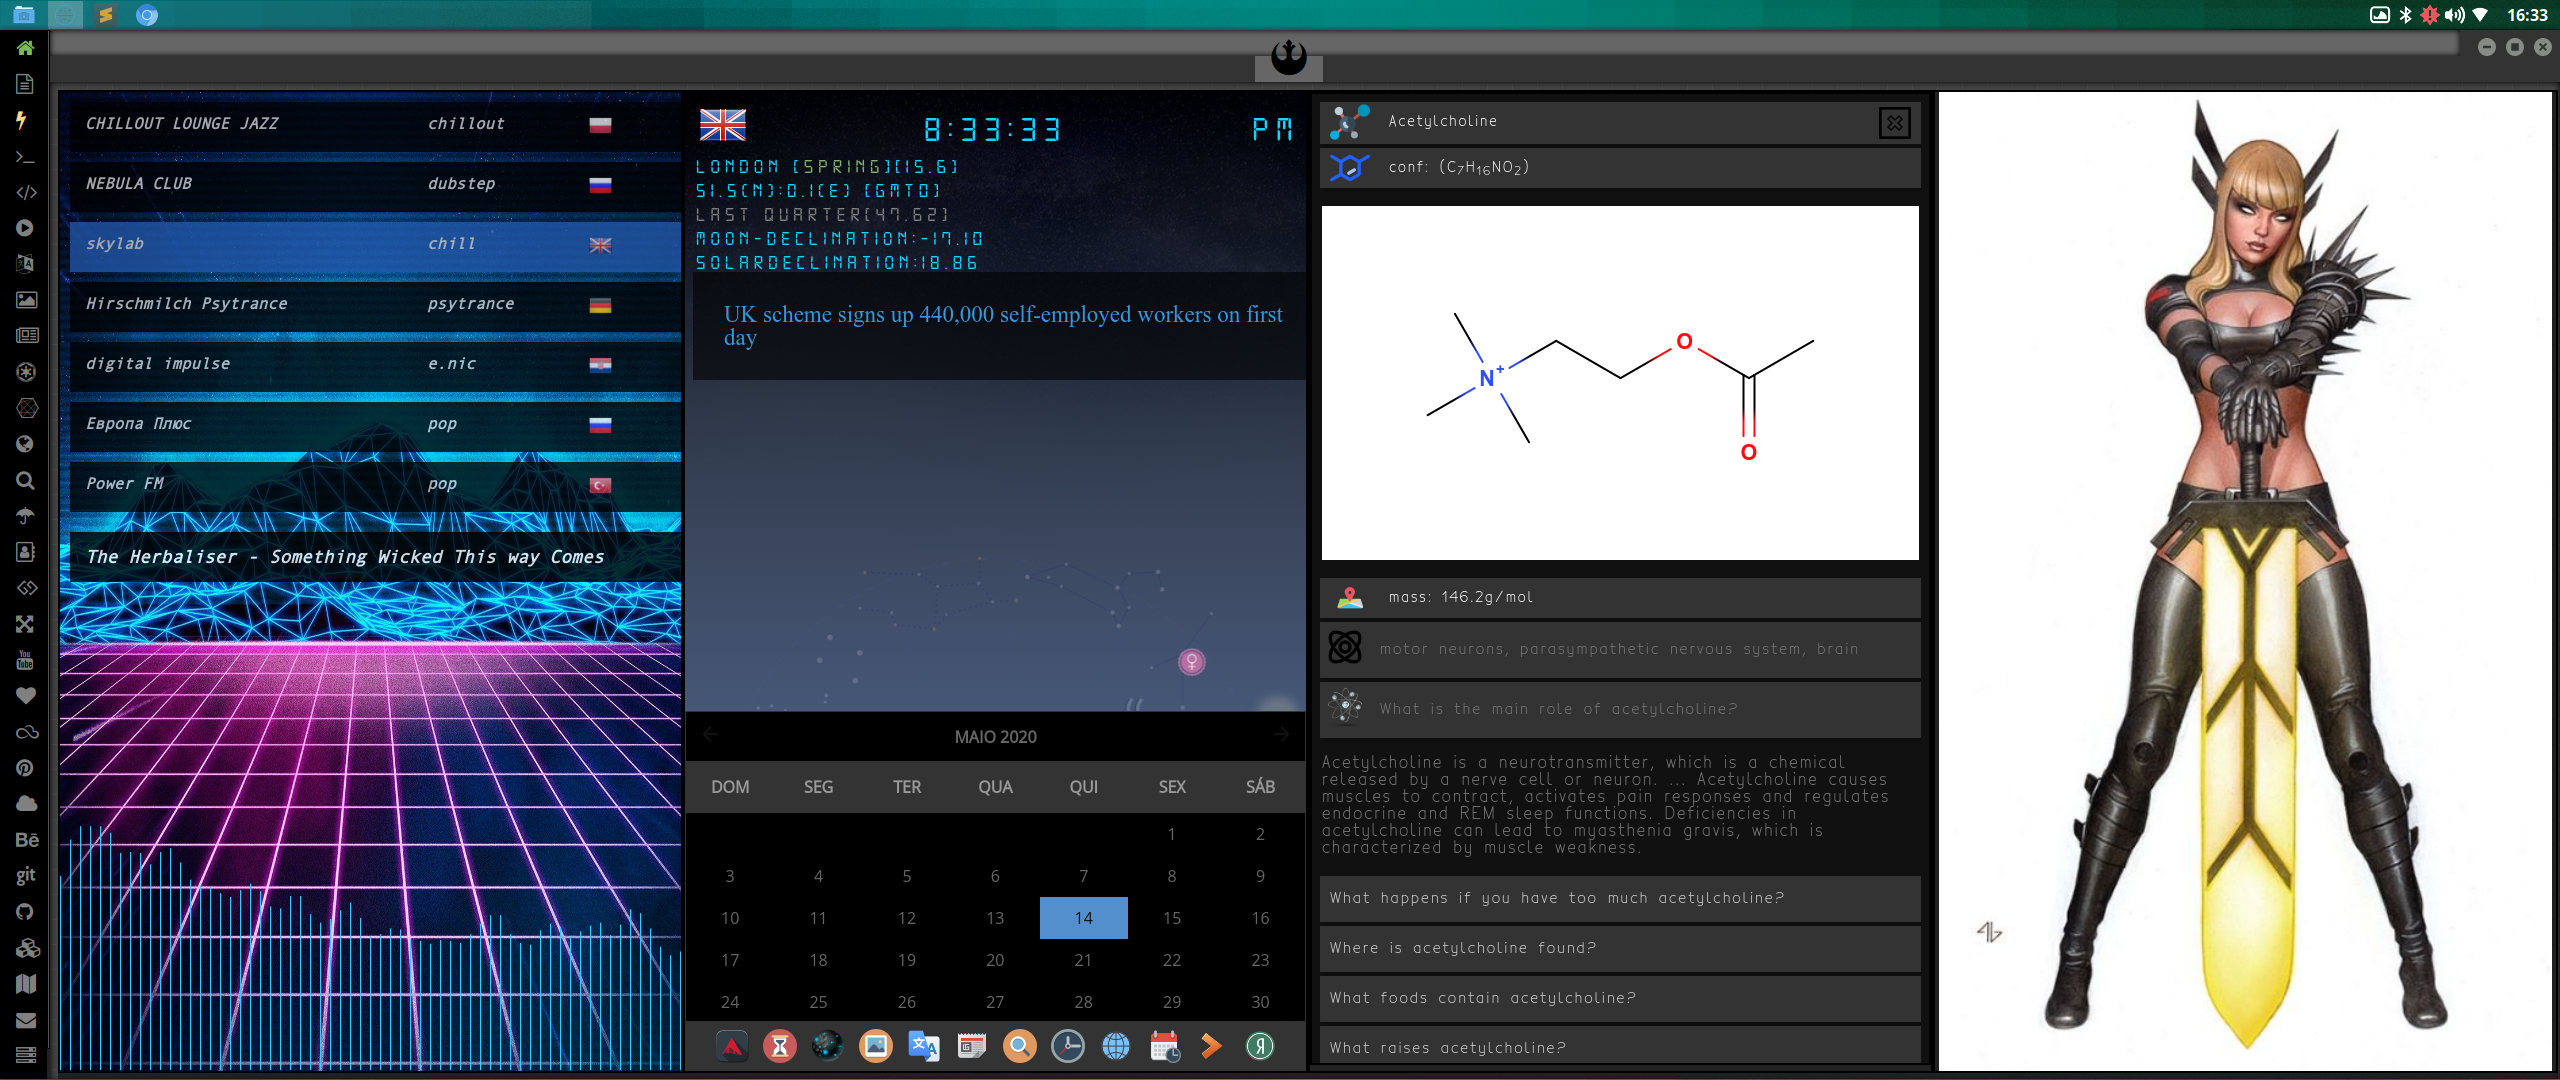 16:33
CHILLOUT LOUNGE JAZZ chillout
NEBULA CLUB dubstep
skylab chill
Hirschmilch Psytrance psytrance
digital impulse e.nic
Европа Плюс pop
Power FM pop
The Herbaliser - Something Wicked This way Comes
You
Tube
Bē
git
8:33:33 PM
LONDON [SPRING][15.6]
51.5(N):0.1(E) [GMT0]
LAST QUARTER[47.62]
MOON-DECLINATION:-17.10
SOLARDECLINATION:18.86
UK scheme signs up 440,000 self-employed workers on first
day
MAIO 2020
DOM SEG TER QUA QUI SEX SÁB
1 2
3 4 5 6 7 8 9
10 11 12 13 14 15 16
17 18 19 20 21 22 23
24 25 26 27 28 29 30
Acetylcholine
conf: (C7H16NO2)
N+
O
O
mass: 146.2g/mol
motor neurons, parasympathetic nervous system, brain
What is the main role of acetylcholine?
Acetylcholine is a neurotransmitter, which is a chemical
released by a nerve cell or neuron. ... Acetylcholine causes
muscles to contract, activates pain responses and regulates
endocrine and REM sleep functions. Deficiencies in
acetylcholine can lead to myasthenia gravis, which is
characterized by muscle weakness.
What happens if you have too much acetylcholine?
Where is acetylcholine found?
What foods contain acetylcholine?
What raises acetylcholine?